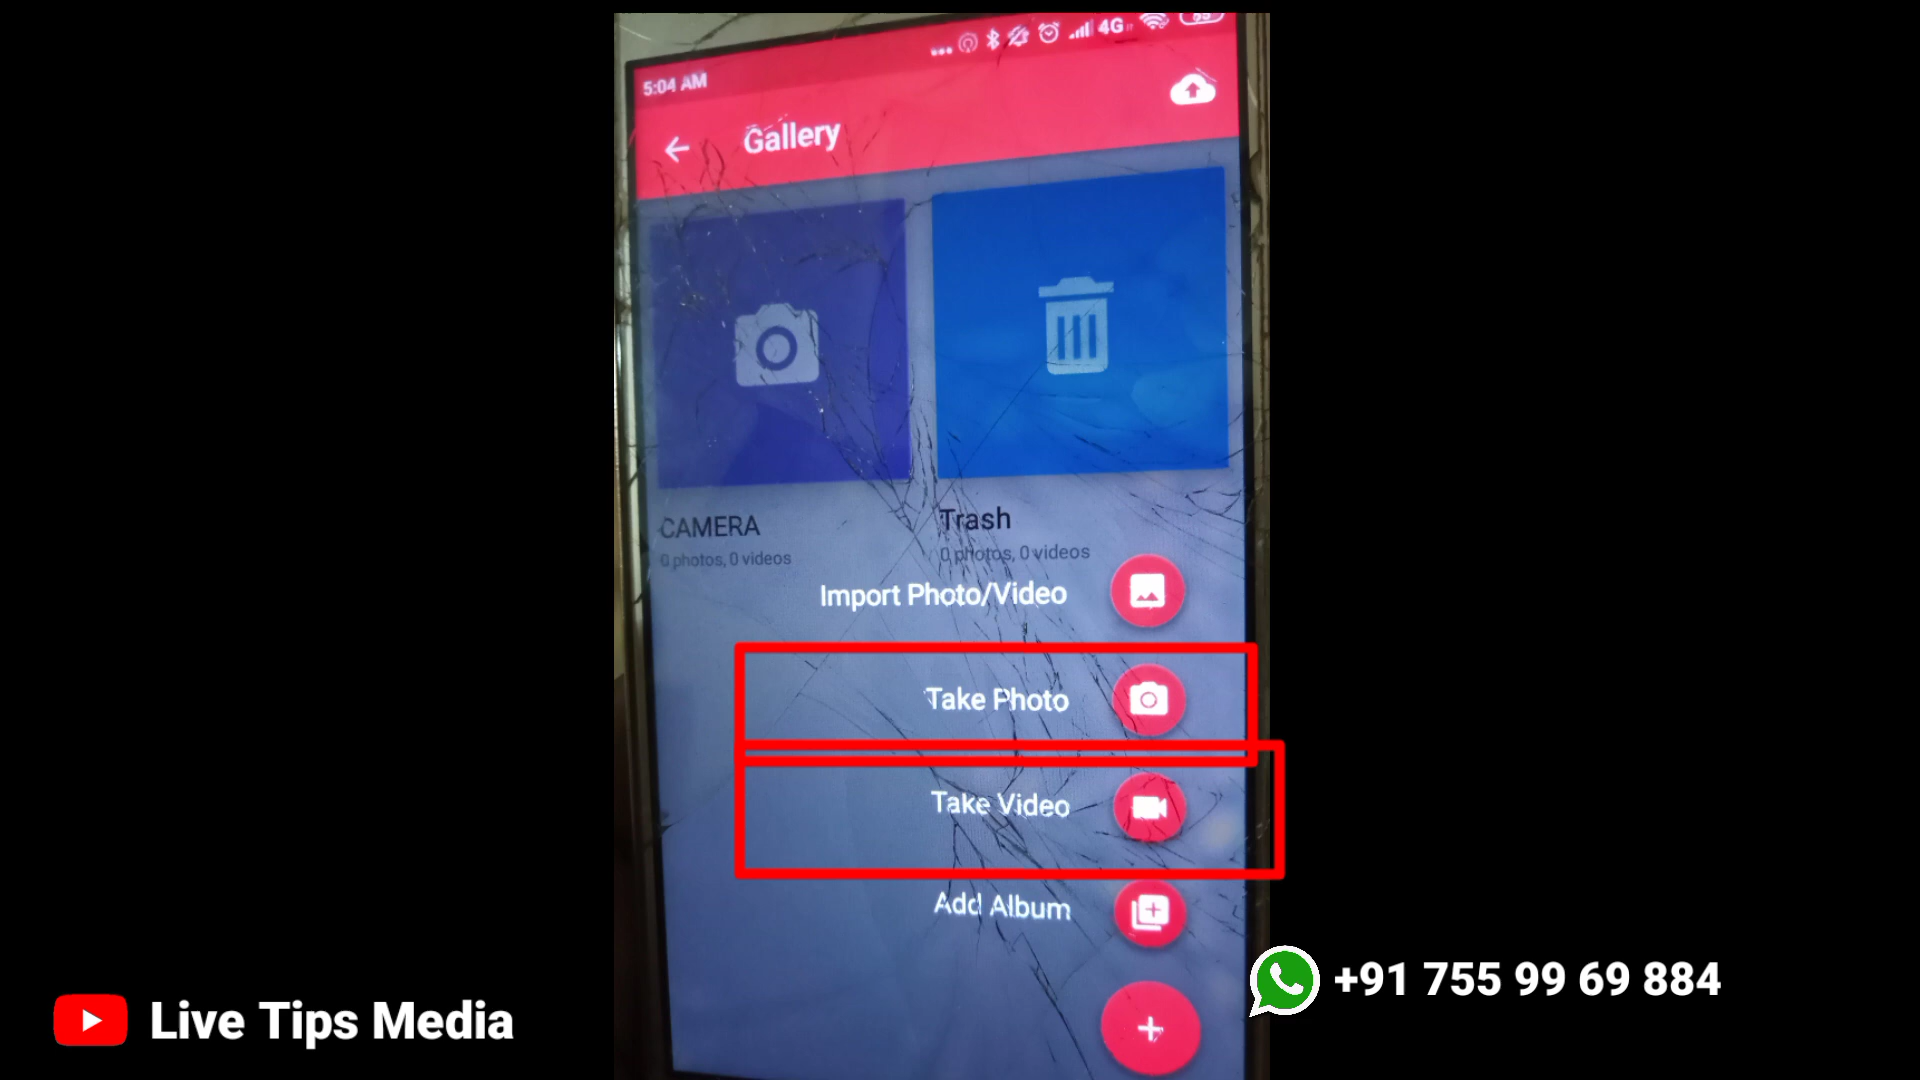 4G
5:04 AM
Gallery
CAMERA
0 photos, 0 videos
Trash
0 photos, 0 videos
Import Photo/Video
Take Photo
Take Video
Add Album
Live Tips Media
+91 755 99 69 884